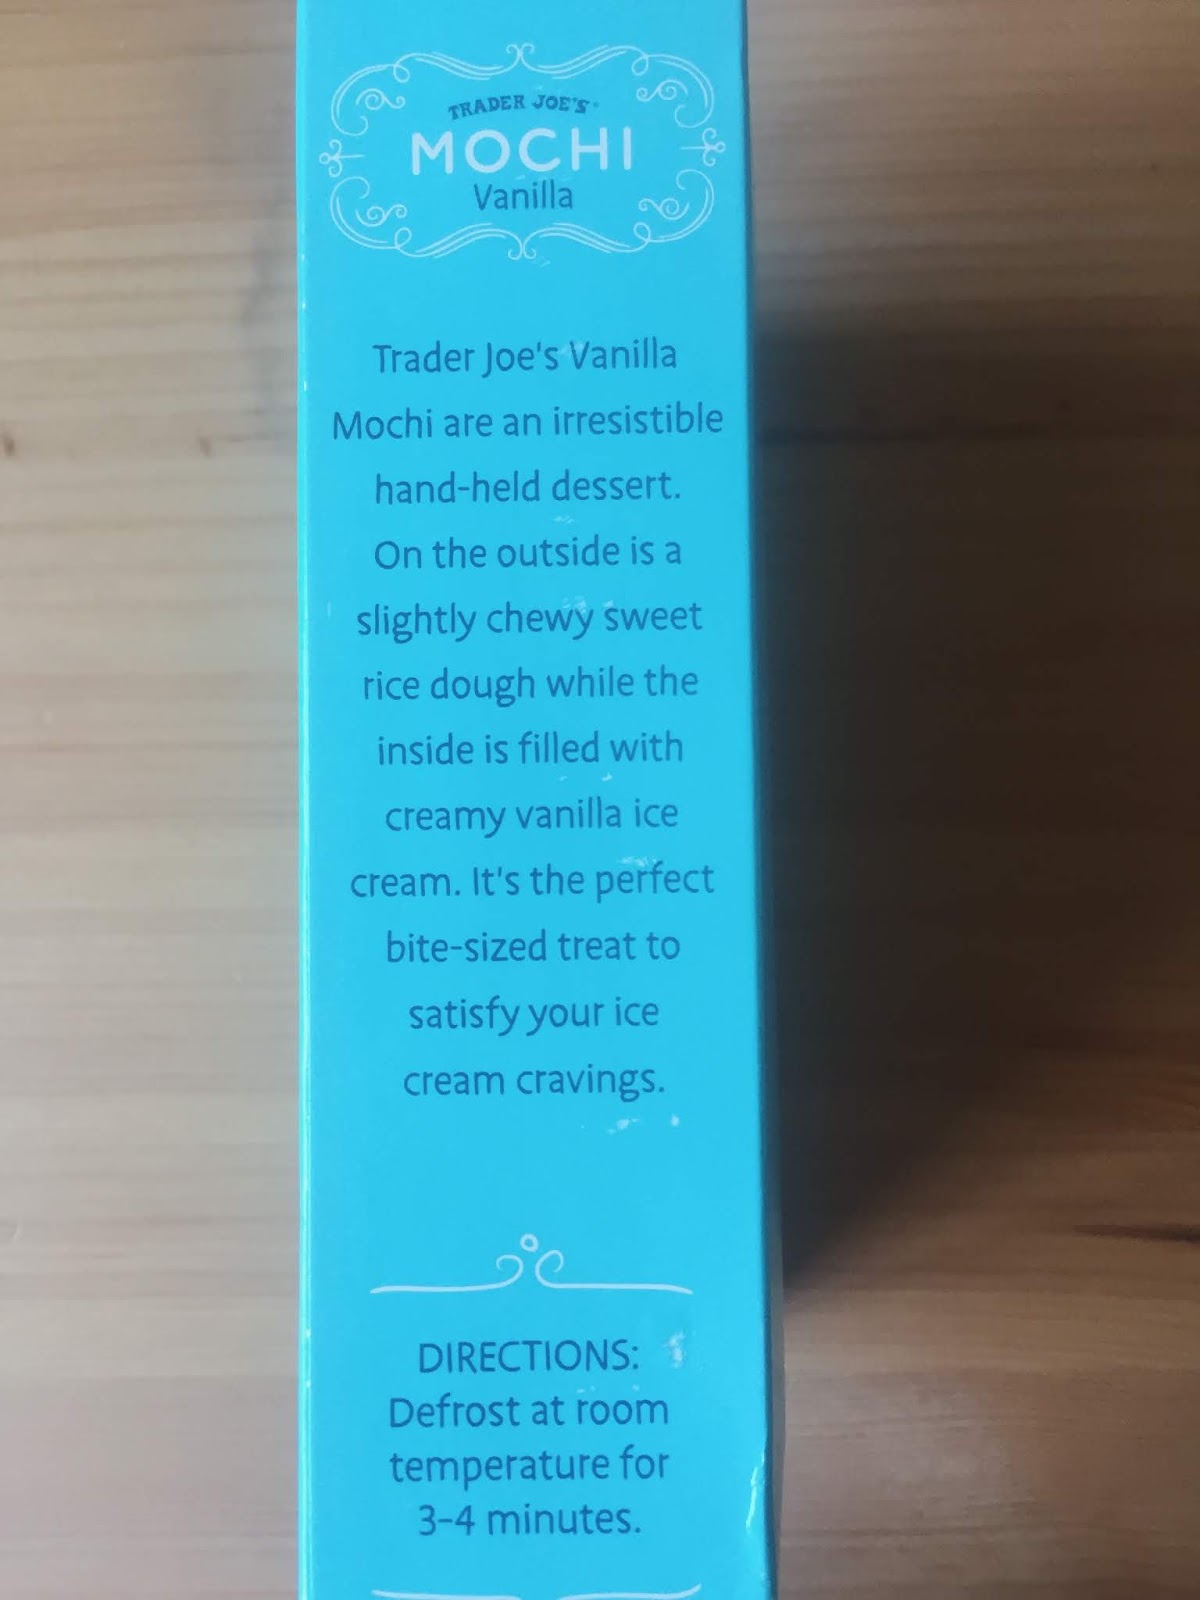 TRADER JOE'S
MOCHI
Vanilla
Trader Joe's Vanilla
Mochi are an irresistible
hand-held dessert.
On the outside is a
slightly chewy sweet
rice dough while the
inside is filled with
creamy vanilla ice
cream. It's the perfect
bite-sized treat to
satisfy your ice
cream cravings.
DIRECTIONS:
Defrost at room
temperature for
3-4 minutes.